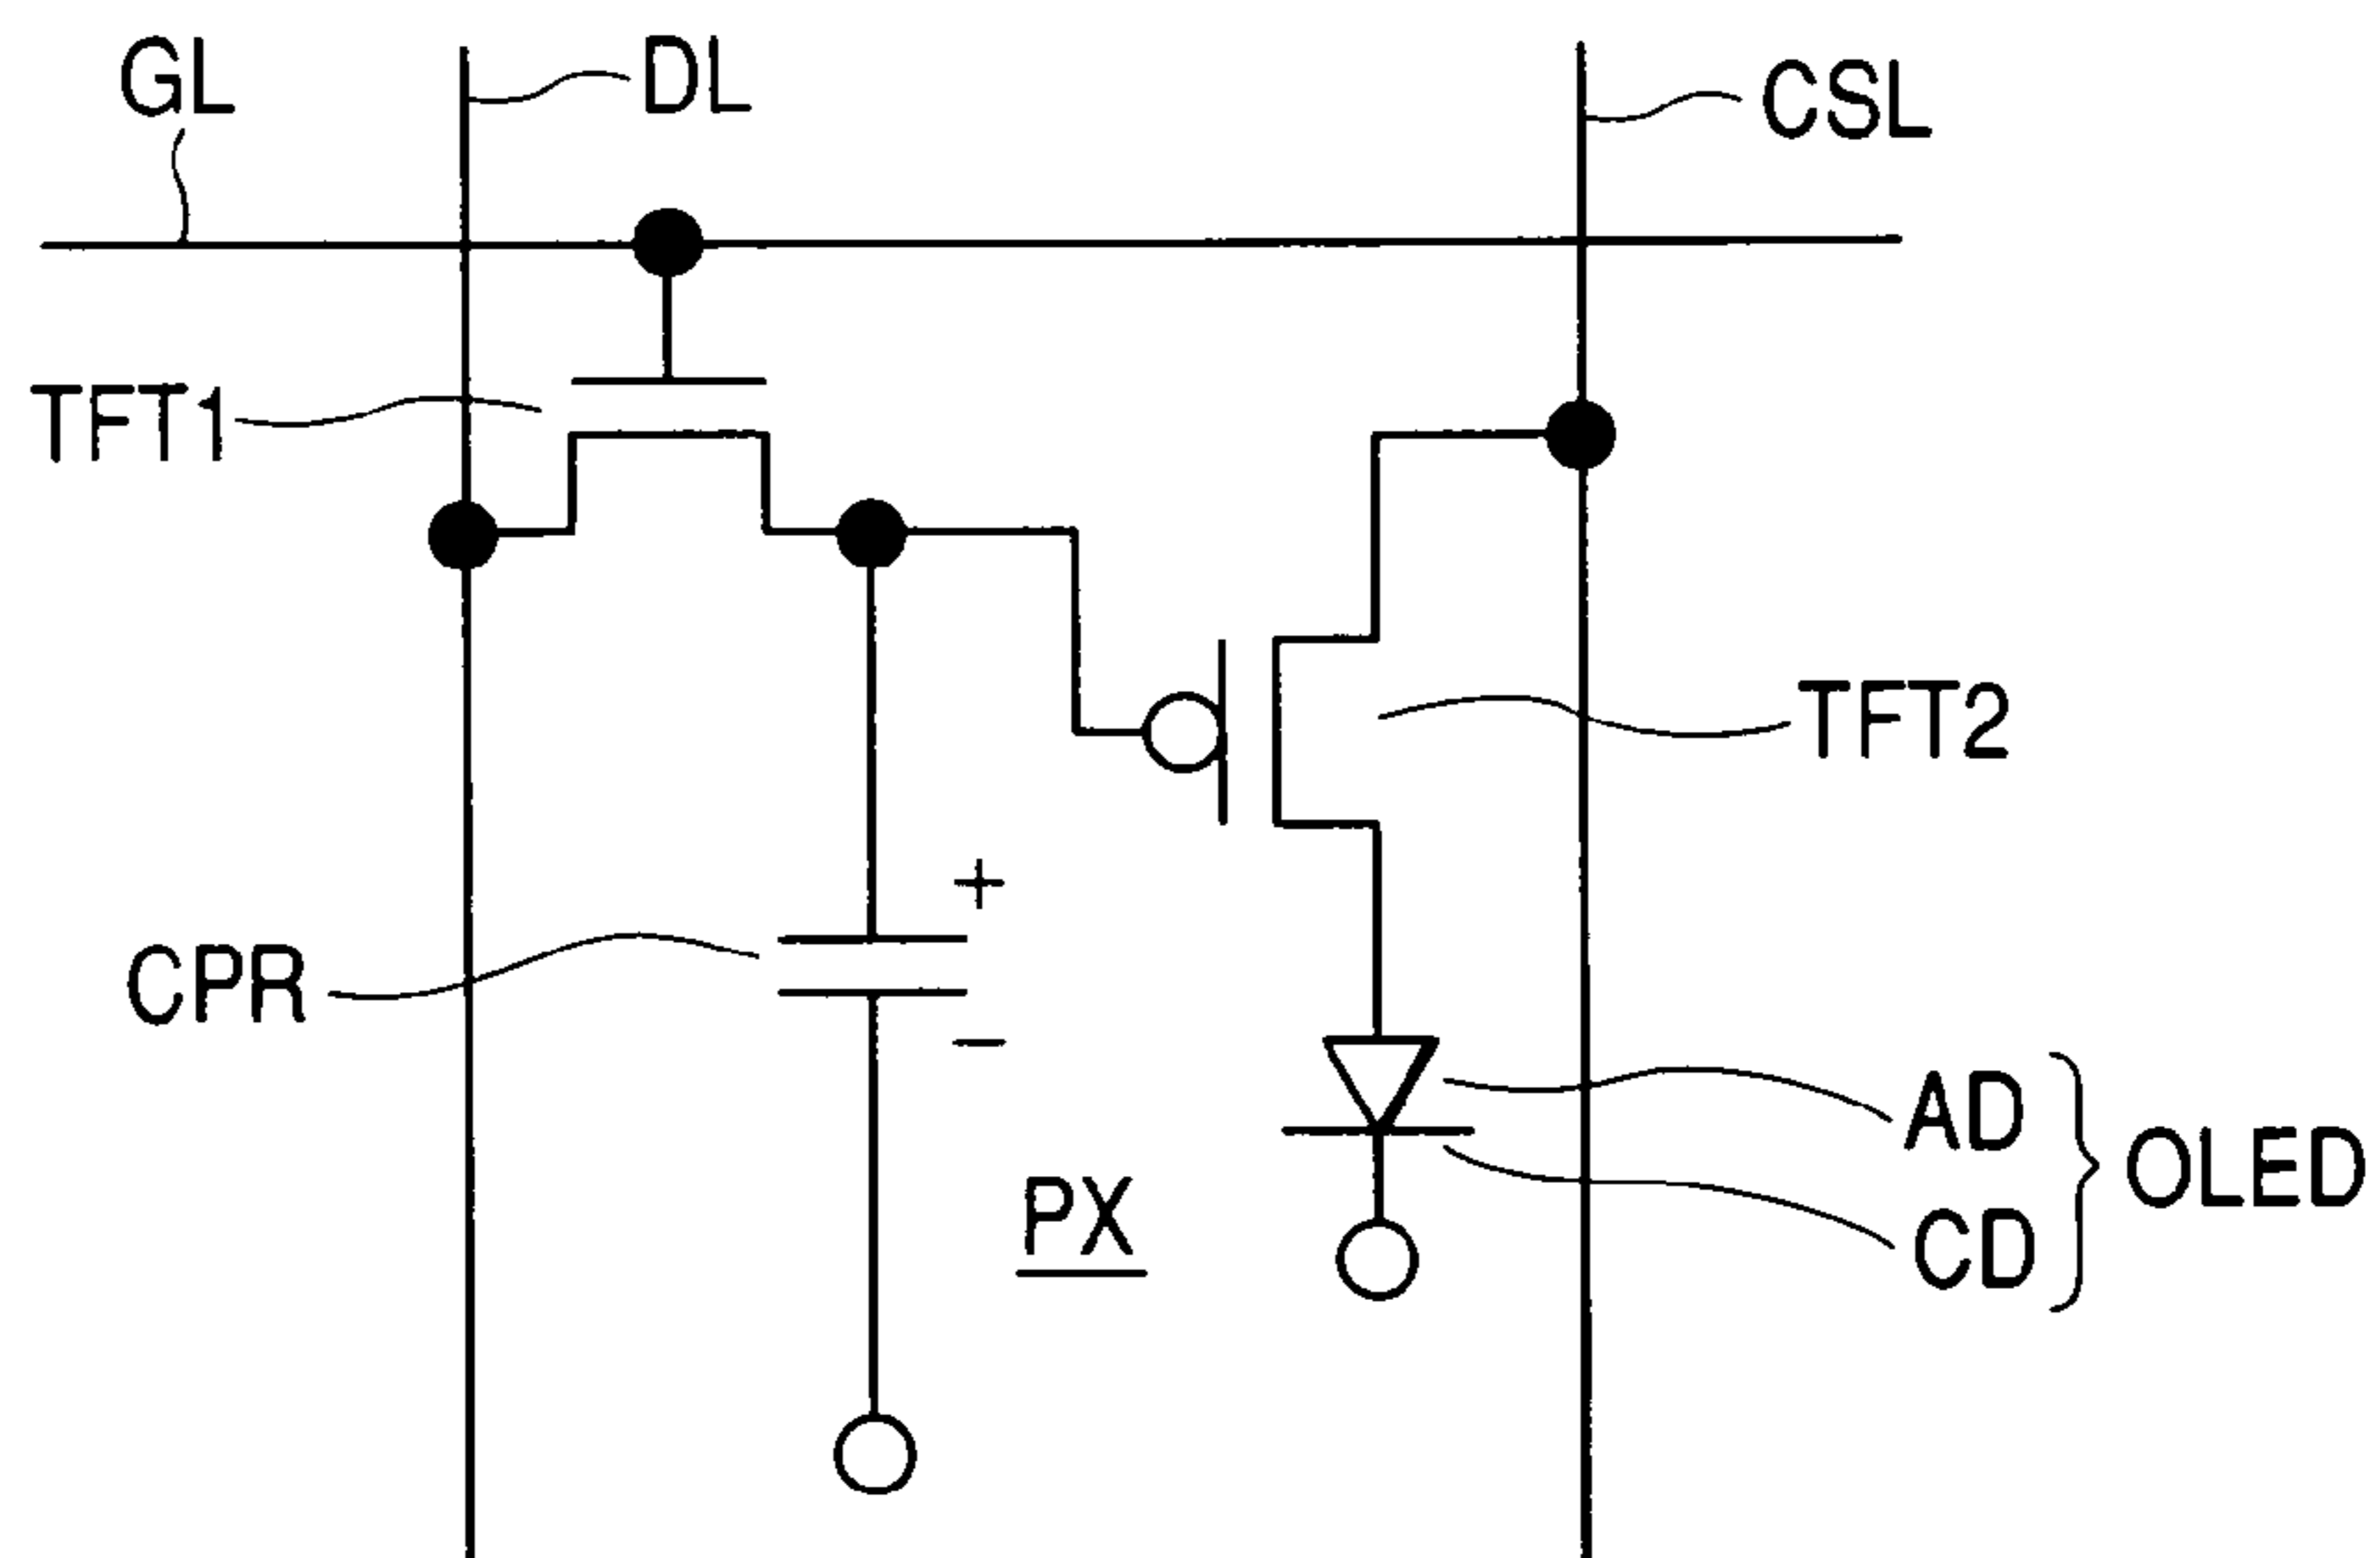 GL
DL
CSL
TFT1
TFT2
+
CPR
−
AD
OLED
CD
PX